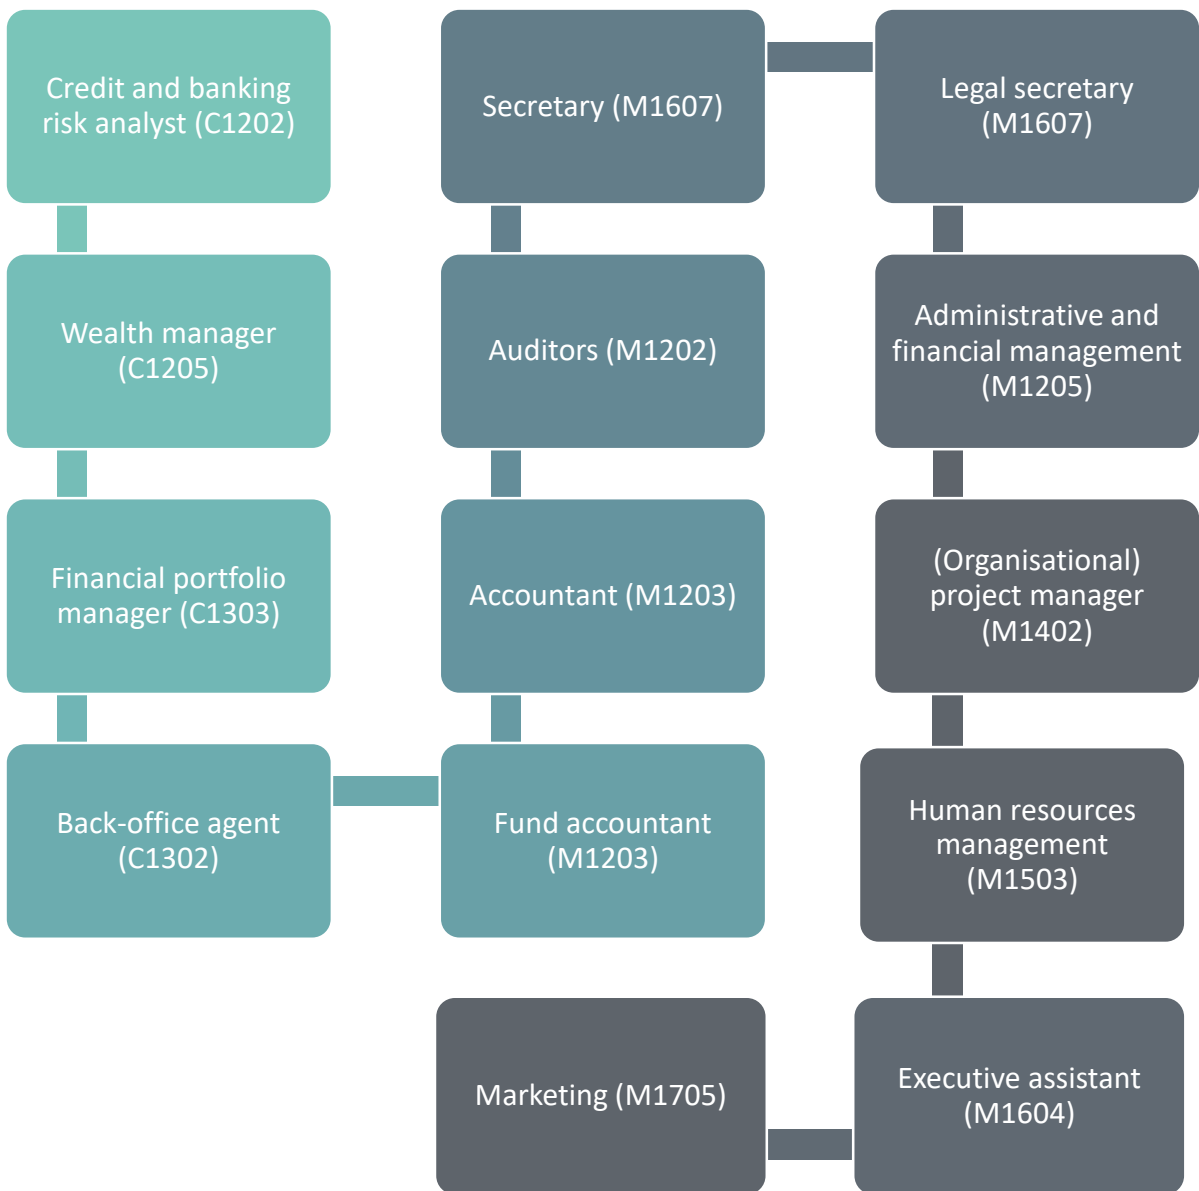 Credit and banking
risk analyst (C1202)
Wealth manager
(C1205)
Financial portfolio
manager (C1303)
Back-office agent
(C1302)
Fund accountant
(M1203)
Accountant (M1203)
Auditors (M1202)
Secretary (M1607)
Legal secretary
(M1607)
Administrative and
financial management
(M1205)
(Organisational)
project manager
(M1402)
Human resources
management
(M1503)
Executive assistant
(M1604)
Marketing (M1705)